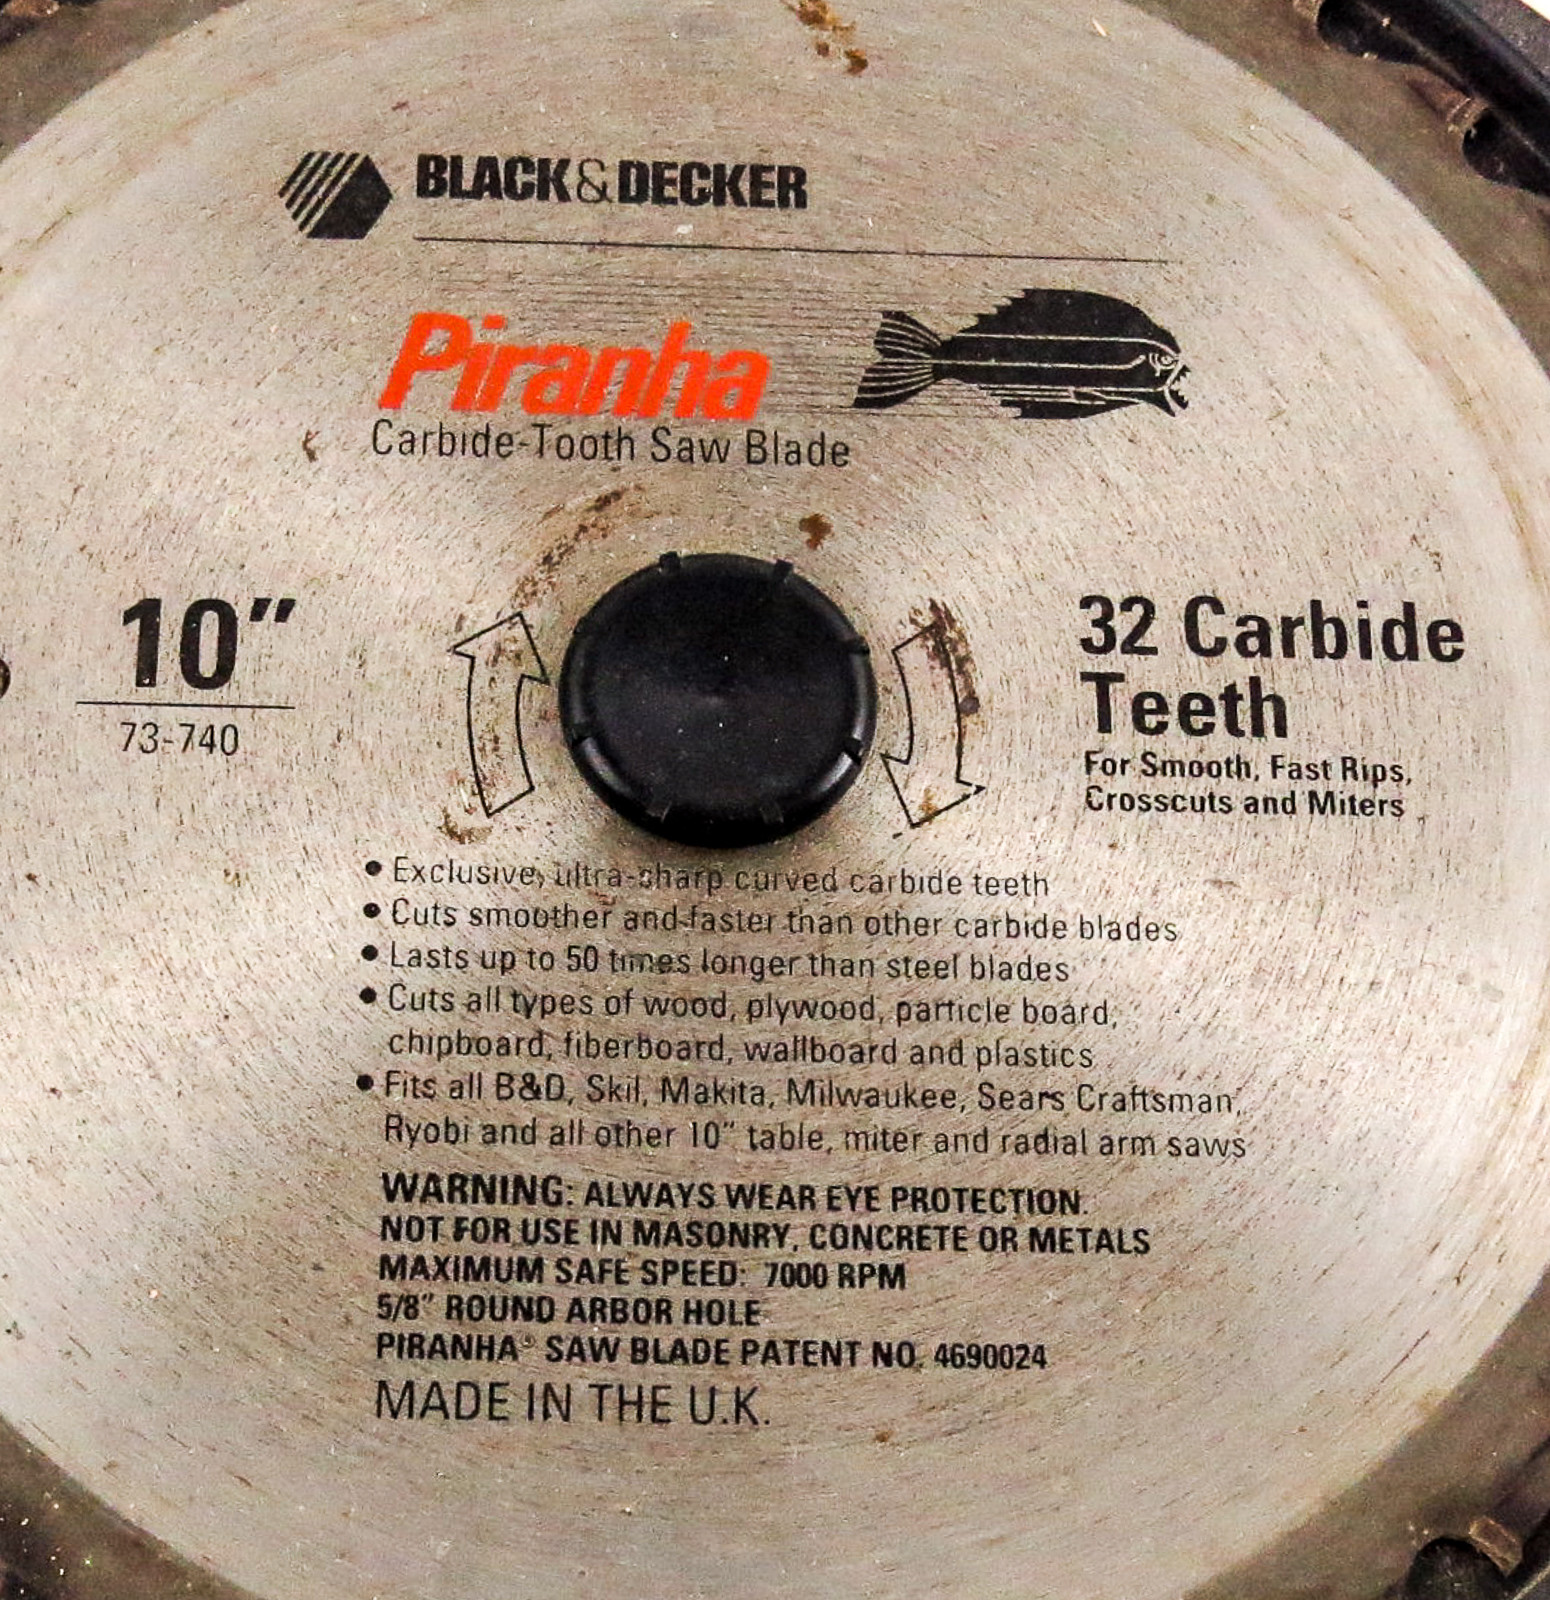 BLACK&DECKER
Piranha
Carbide-Tooth Saw Blade
10"
73-740
32 Carbide
Teeth
For Smooth, Fast Rips,
Crosscuts and Miters
• Exclusive, ultra-sharp curved carbide teeth
• Cuts smoother and faster than other carbide blades
• Lasts up to 50 times longer than steel blades
• Cuts all types of wood, plywood, particle board,
chipboard, fiberboard, wallboard and plastics
• Fits all B&D, Skil, Makita, Milwaukee, Sears Craftsman,
Ryobi and all other 10" table, miter and radial arm saws
WARNING: ALWAYS WEAR EYE PROTECTION.
NOT FOR USE IN MASONRY, CONCRETE OR METALS
MAXIMUM SAFE SPEED: 7000 RPM
5/8" ROUND ARBOR HOLE
PIRANHA® SAW BLADE PATENT NO. 4690024
MADE IN THE U.K.